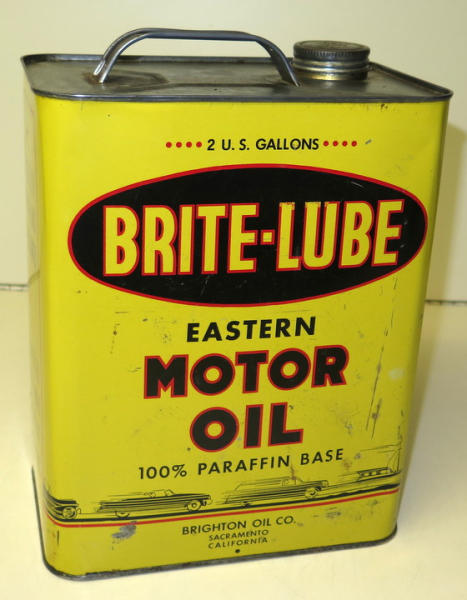 2 U. S. GALLONS
BRITE-LUBE
EASTERN
MOTOR
OIL
100% PARAFFIN BASE
BRIGHTON OIL CO.
SACRAMENTO
CALIFORNIA